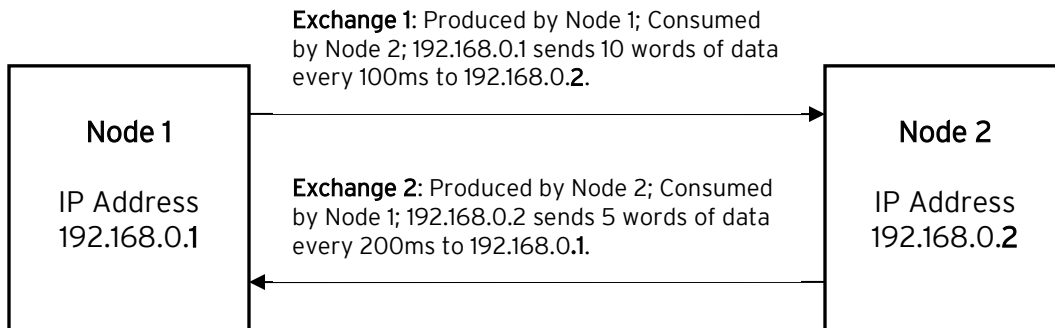 Exchange 1: Produced by Node 1; Consumed
by Node 2; 192.168.0.1 sends 10 words of data
every 100ms to 192.168.0.2.
Node 1
IP Address
192.168.0.1
Exchange 2: Produced by Node 2; Consumed
by Node 1; 192.168.0.2 sends 5 words of data
every 200ms to 192.168.0.1.
Node 2
IP Address
192.168.0.2